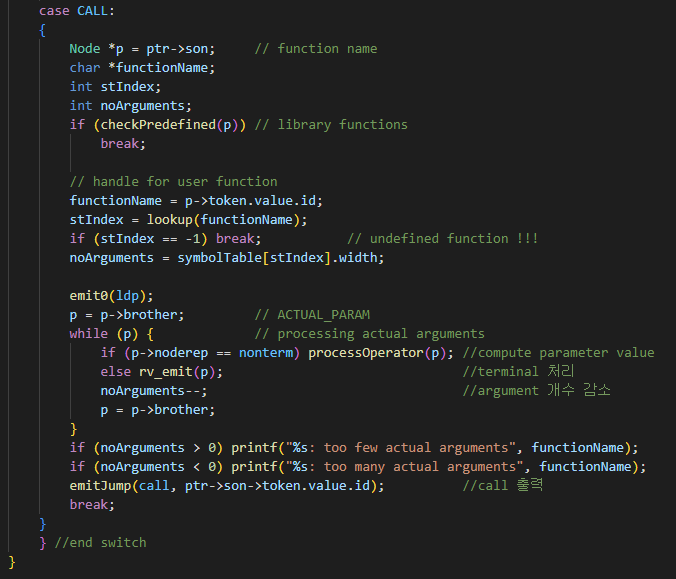 case CALL:
{
    Node *p = ptr->son;     // function name
    char *functionName;
    int stIndex;
    int noArguments;
    if (checkPredefined(p)) // library functions
        break;

    // handle for user function
    functionName = p->token.value.id;
    stIndex = lookup(functionName);
    if (stIndex == -1) break;           // undefined function !!!
    noArguments = symbolTable[stIndex].width;

    emit0(ldp);
    p = p->brother;         // ACTUAL_PARAM
    while (p) {             // processing actual arguments
        if (p->noderep == nonterm) processOperator(p); //compute parameter value
        else rv_emit(p);                               //terminal 처리
        noArguments--;                                 //argument 개수 감소
        p = p->brother;
    }
    if (noArguments > 0) printf("%s: too few actual arguments", functionName);
    if (noArguments < 0) printf("%s: too many actual arguments", functionName);
    emitJump(call, ptr->son->token.value.id);          //call 출력
    break;
}
} //end switch
}